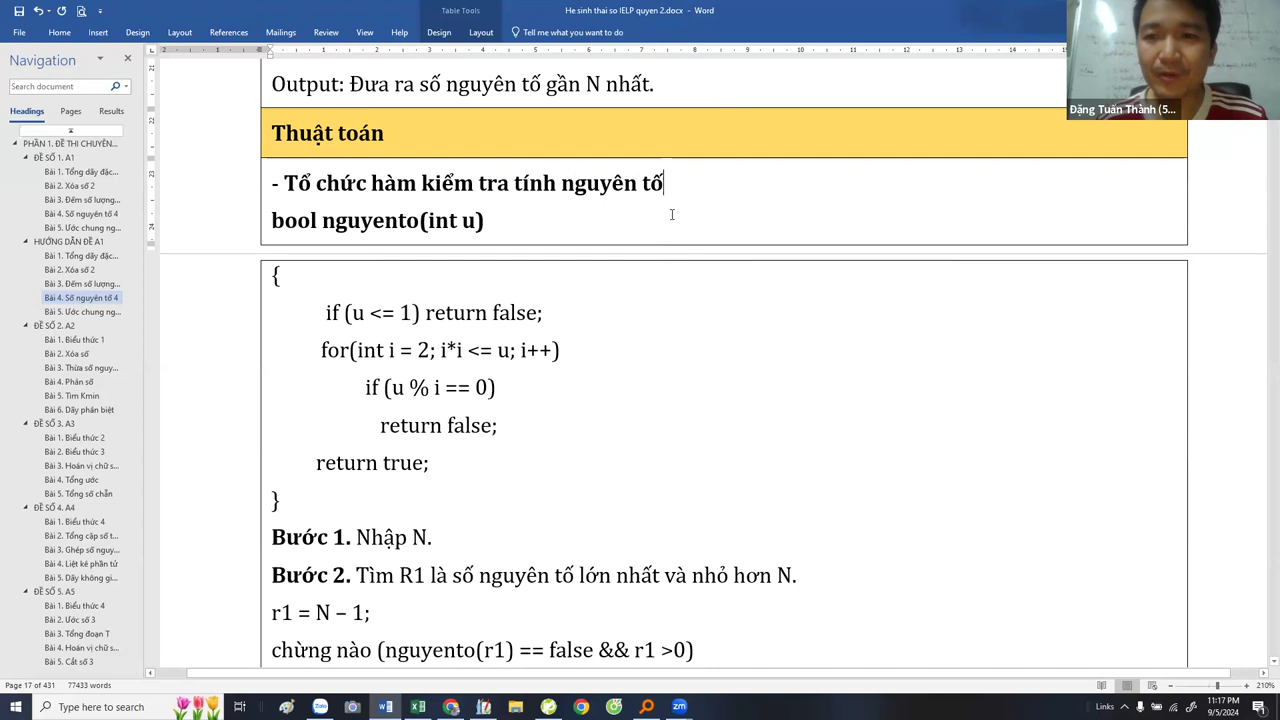 Table Tools
He sinh thai so IELP quyen 2.docx - Word
File Home Insert Draw Design Layout References Mailings Review View Help Design Layout Tell me what you want to do
Navigation
Search document
Headings Pages Results
PHẦN 1. ĐỀ THI CHUYÊN...
ĐỀ SỐ 1. A1
Bài 1. Tổng dãy đặc...
Bài 2. Xóa số 2
Bài 3. Đếm số lượng...
Bài 4. Số nguyên tố 4
Bài 5. Ước chung ng...
HƯỚNG DẪN ĐỀ A1
Bài 1. Tổng dãy đặc...
Bài 2. Xóa số 2
Bài 3. Đếm số lượng...
Bài 4. Số nguyên tố 4
Bài 5. Ước chung ng...
ĐỀ SỐ 2. A2
Bài 1. Biểu thức 1
Bài 2. Xóa số
Bài 3. Thừa số nguy...
Bài 4. Phân số
Bài 5. Tìm Kmin
Bài 6. Dãy phân biệt
ĐỀ SỐ 3. A3
Bài 1. Biểu thức 2
Bài 2. Biểu thức 3
Bài 3. Hoán vị chữ s...
Bài 4. Tổng ước
Bài 5. Tổng số chẵn
ĐỀ SỐ 4. A4
Bài 1. Biểu thức 4
Bài 2. Tổng cặp số t...
Bài 3. Ghép số nguy...
Bài 4. Liệt kê phần tử
Bài 5. Dãy không gi...
ĐỀ SỐ 5. A5
Bài 1. Biểu thức 4
Bài 2. Ước số 3
Bài 3. Tổng đoạn T
Bài 4. Hoán vị chữ s...
Bài 5. Cắt số 3
Output: Đưa ra số nguyên tố gần N nhất.
Thuật toán
- Tổ chức hàm kiểm tra tính nguyên tố
bool nguyento(int u)
{
if (u <= 1) return false;
for(int i = 2; i*i <= u; i++)
if (u % i == 0)
return false;
return true;
}
Bước 1. Nhập N.
Bước 2. Tìm R1 là số nguyên tố lớn nhất và nhỏ hơn N.
r1 = N – 1;
chừng nào (nguyento(r1) == false && r1 >0)
Đặng Tuấn Thành (5...
Page 17 of 431 77433 words
210%
Type here to search
Links
11:17 PM
9/5/2024